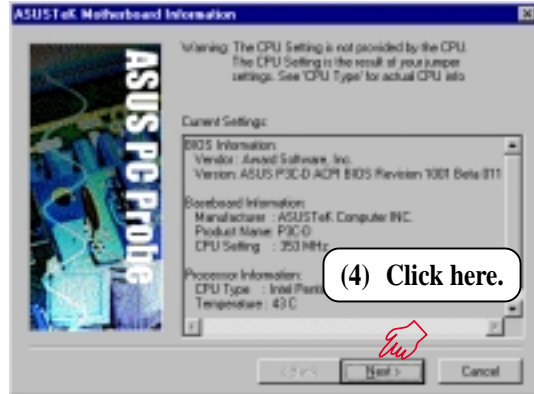 ASUSTeK Motherboard Information
ASUS PC Probe
Warning: The CPU Setting is not provided by the CPU.
The CPU Setting is the result of your jumper
settings. See 'CPU Type' for actual CPU info
Current Settings:
BIOS Information:
Vendor : Award Software, Inc.
Version: ASUS P3C-D ACPI BIOS Revision 1001 Beta 011
Baseboard Information:
Manufacturer : ASUSTeK Computer INC.
Product Name: P3C-D
CPU Setting : 353 MHz
Processor Information:
CPU Type : Intel
Temperature : 43 C
(4) Click here.
< Back
Next >
Cancel